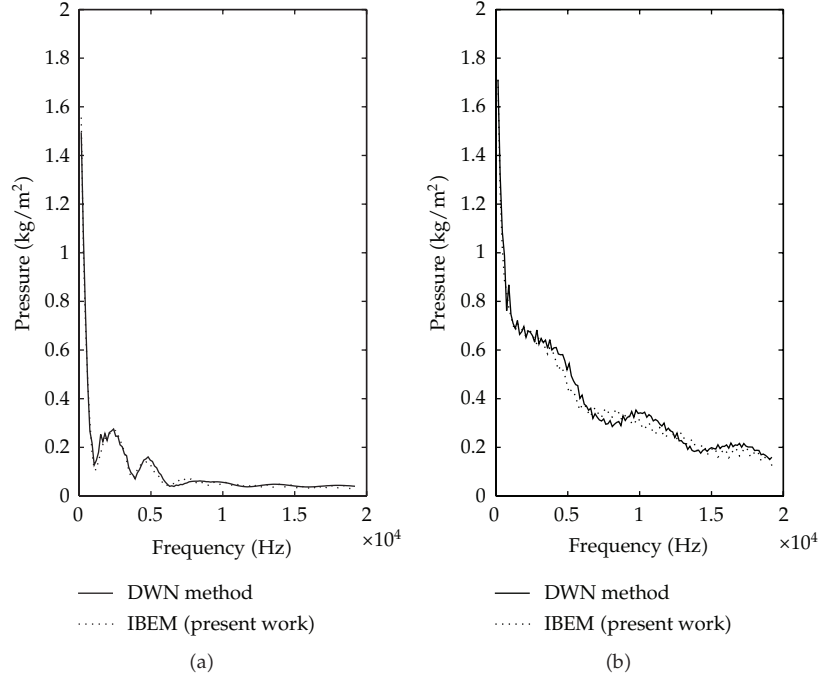 2
1.8
1.6
1.4
1.2
1
0.8
0.6
0.4
0.2
0
Pressure (kg/m²)
0 0.5 1 1.5 2
×10⁴
Frequency (Hz)
DWN method
IBEM (present work)
(a)
2
1.8
1.6
1.4
1.2
1
0.8
0.6
0.4
0.2
0
Pressure (kg/m²)
0 0.5 1 1.5 2
×10⁴
Frequency (Hz)
DWN method
IBEM (present work)
(b)